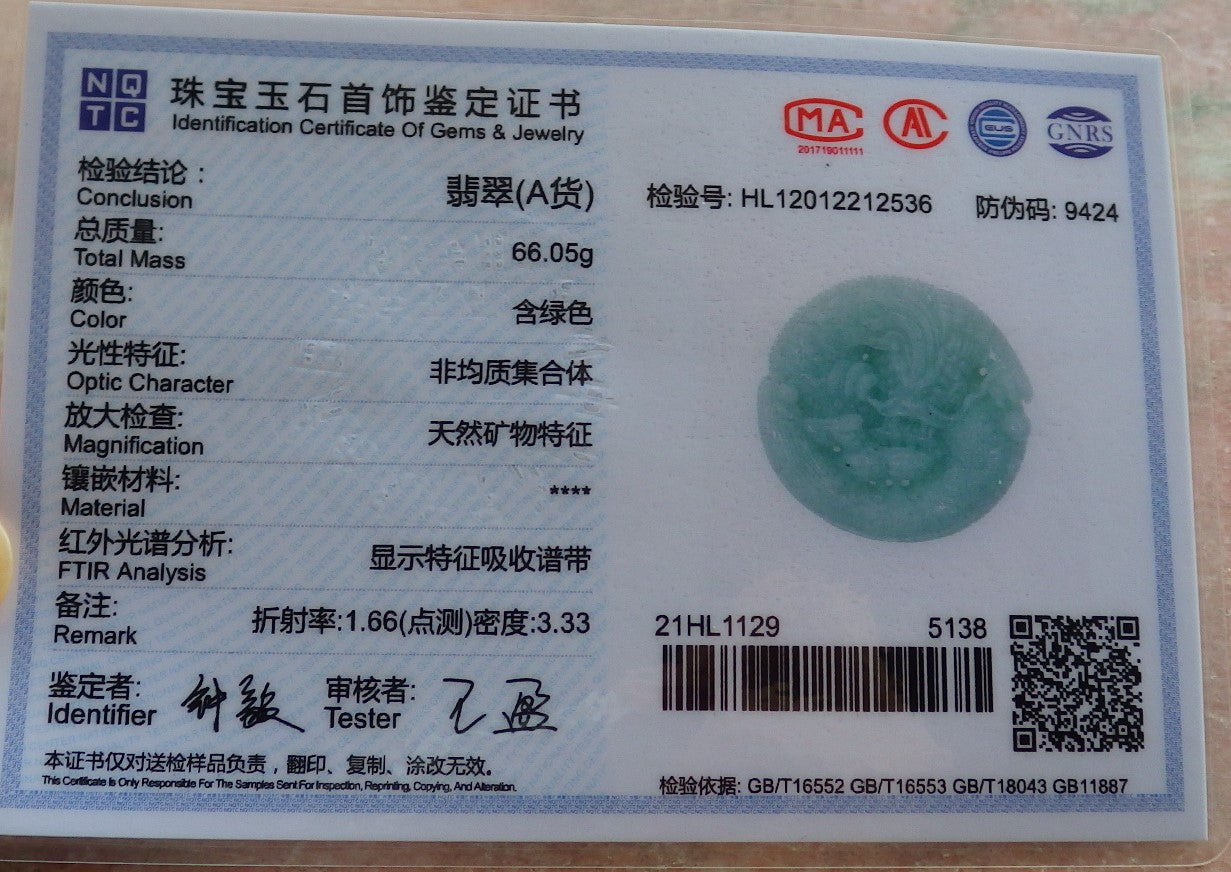 NQ
TC
珠宝玉石首饰鉴定证书
Identification Certificate Of Gems & Jewelry
检验结论：
Conclusion
翡翠(A货)
总质量:
Total Mass
66.05g
颜色:
Color
含绿色
光性特征:
Optic Character
非均质集合体
放大检查:
Magnification
天然矿物特征
镶嵌材料:
Material
****
红外光谱分析:
FTIR Analysis
显示特征吸收谱带
备注:
Remark
折射率:1.66(点测)密度:3.33
鉴定者:
Identifier
审核者:
Tester
本证书仅对送检样品负责，翻印、复制、涂改无效。
This Certificate Is Only Responsible For The Samples Sent For Inspection, Reprinting, Copying, And Alteration.
MA
201719011111
GNRS
检验号: HL12012212536
防伪码: 9424
21HL1129
5138
检验依据: GB/T16552 GB/T16553 GB/T18043 GB11887